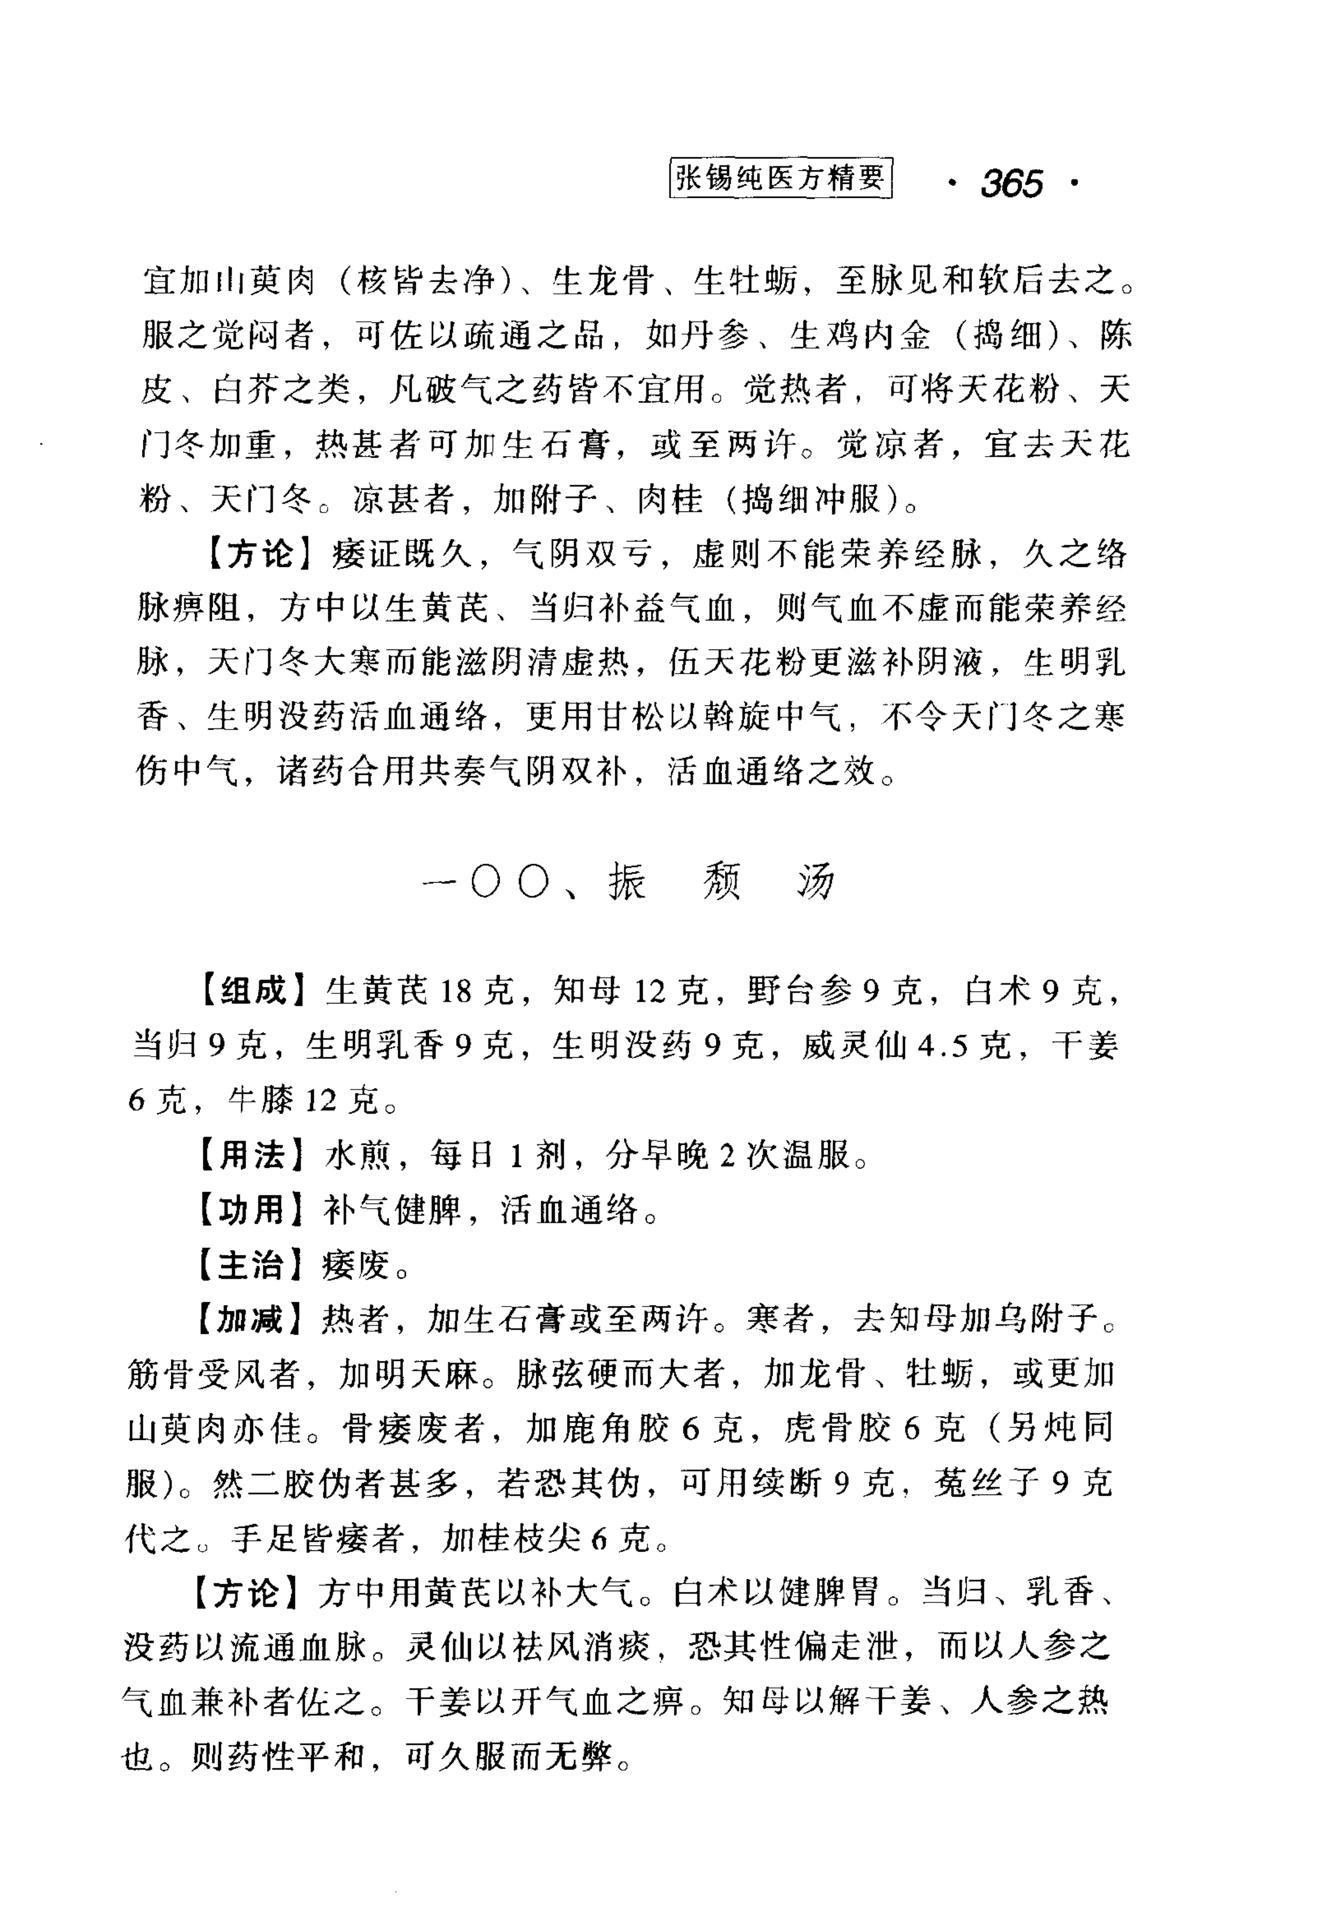 张锡纯医方精要 · 365 ·
宜加山萸肉（核皆去净）、生龙骨、生牡蛎，至脉见和软后去之。
服之觉闷者，可佐以疏通之品，如丹参、生鸡内金（捣细）、陈
皮、白芥之类，凡破气之药皆不宜用。觉热者，可将天花粉、天
门冬加重，热甚者可加生石膏，或至两许。觉凉者，宜去天花
粉、天门冬。凉甚者，加附子、肉桂（捣细冲服）。
【方论】痿证既久，气阴双亏，虚则不能荣养经脉，久之络
脉痹阻，方中以生黄芪、当归补益气血，则气血不虚而能荣养经
脉，天门冬大寒而能滋阴清虚热，伍天花粉更滋补阴液，生明乳
香、生明没药活血通络，更用甘松以斡旋中气，不令天门冬之寒
伤中气，诸药合用共奏气阴双补，活血通络之效。
一〇〇、振 颓 汤
【组成】生黄芪 18 克，知母 12 克，野台参 9 克，白术 9 克，
当归 9 克，生明乳香 9 克，生明没药 9 克，威灵仙 4.5 克，干姜
6 克，牛膝 12 克。
【用法】水煎，每日 1 剂，分早晚 2 次温服。
【功用】补气健脾，活血通络。
【主治】痿废。
【加减】热者，加生石膏或至两许。寒者，去知母加乌附子。
筋骨受风者，加明天麻。脉弦硬而大者，加龙骨、牡蛎，或更加
山萸肉亦佳。骨痿废者，加鹿角胶 6 克，虎骨胶 6 克（另炖同
服）。然二胶伪者甚多，若恐其伪，可用续断 9 克，菟丝子 9 克
代之。手足皆痿者，加桂枝尖 6 克。
【方论】方中用黄芪以补大气。白术以健脾胃。当归、乳香、
没药以流通血脉。灵仙以祛风消痰，恐其性偏走泄，而以人参之
气血兼补者佐之。干姜以开气血之痹。知母以解干姜、人参之热
也。则药性平和，可久服而无弊。